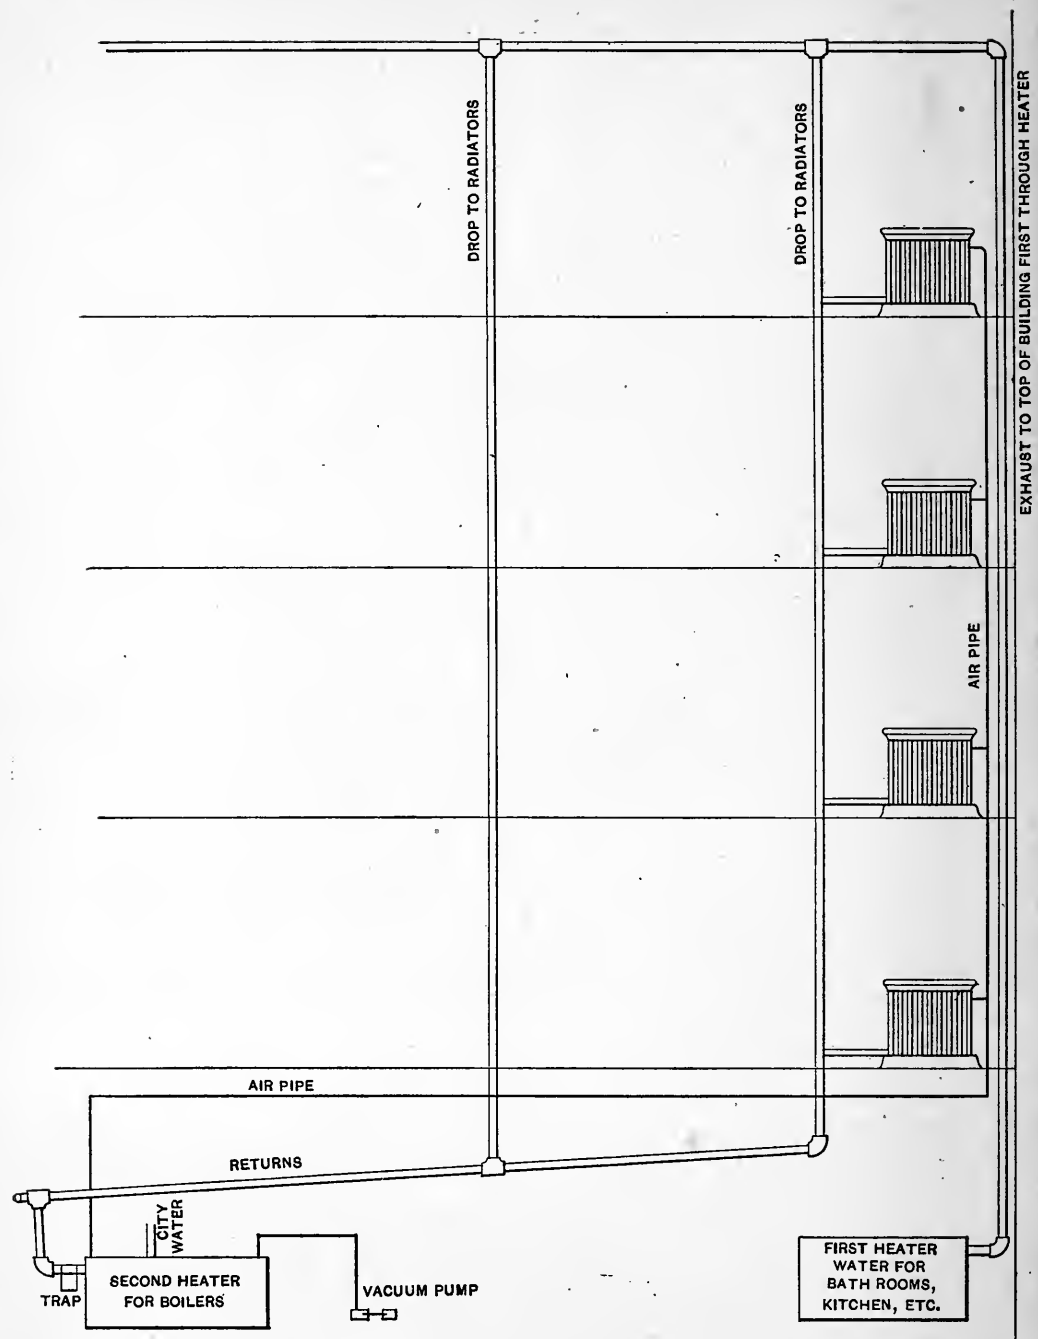 DROP TO RADIATORS
DROP TO RADIATORS
EXHAUST TO TOP OF BUILDING FIRST THROUGH HEATER
AIR PIPE
AIR PIPE
RETURNS
CITY
WATER
SECOND HEATER
FOR BOILERS
TRAP
VACUUM PUMP
FIRST HEATER
WATER FOR
BATH ROOMS,
KITCHEN, ETC.